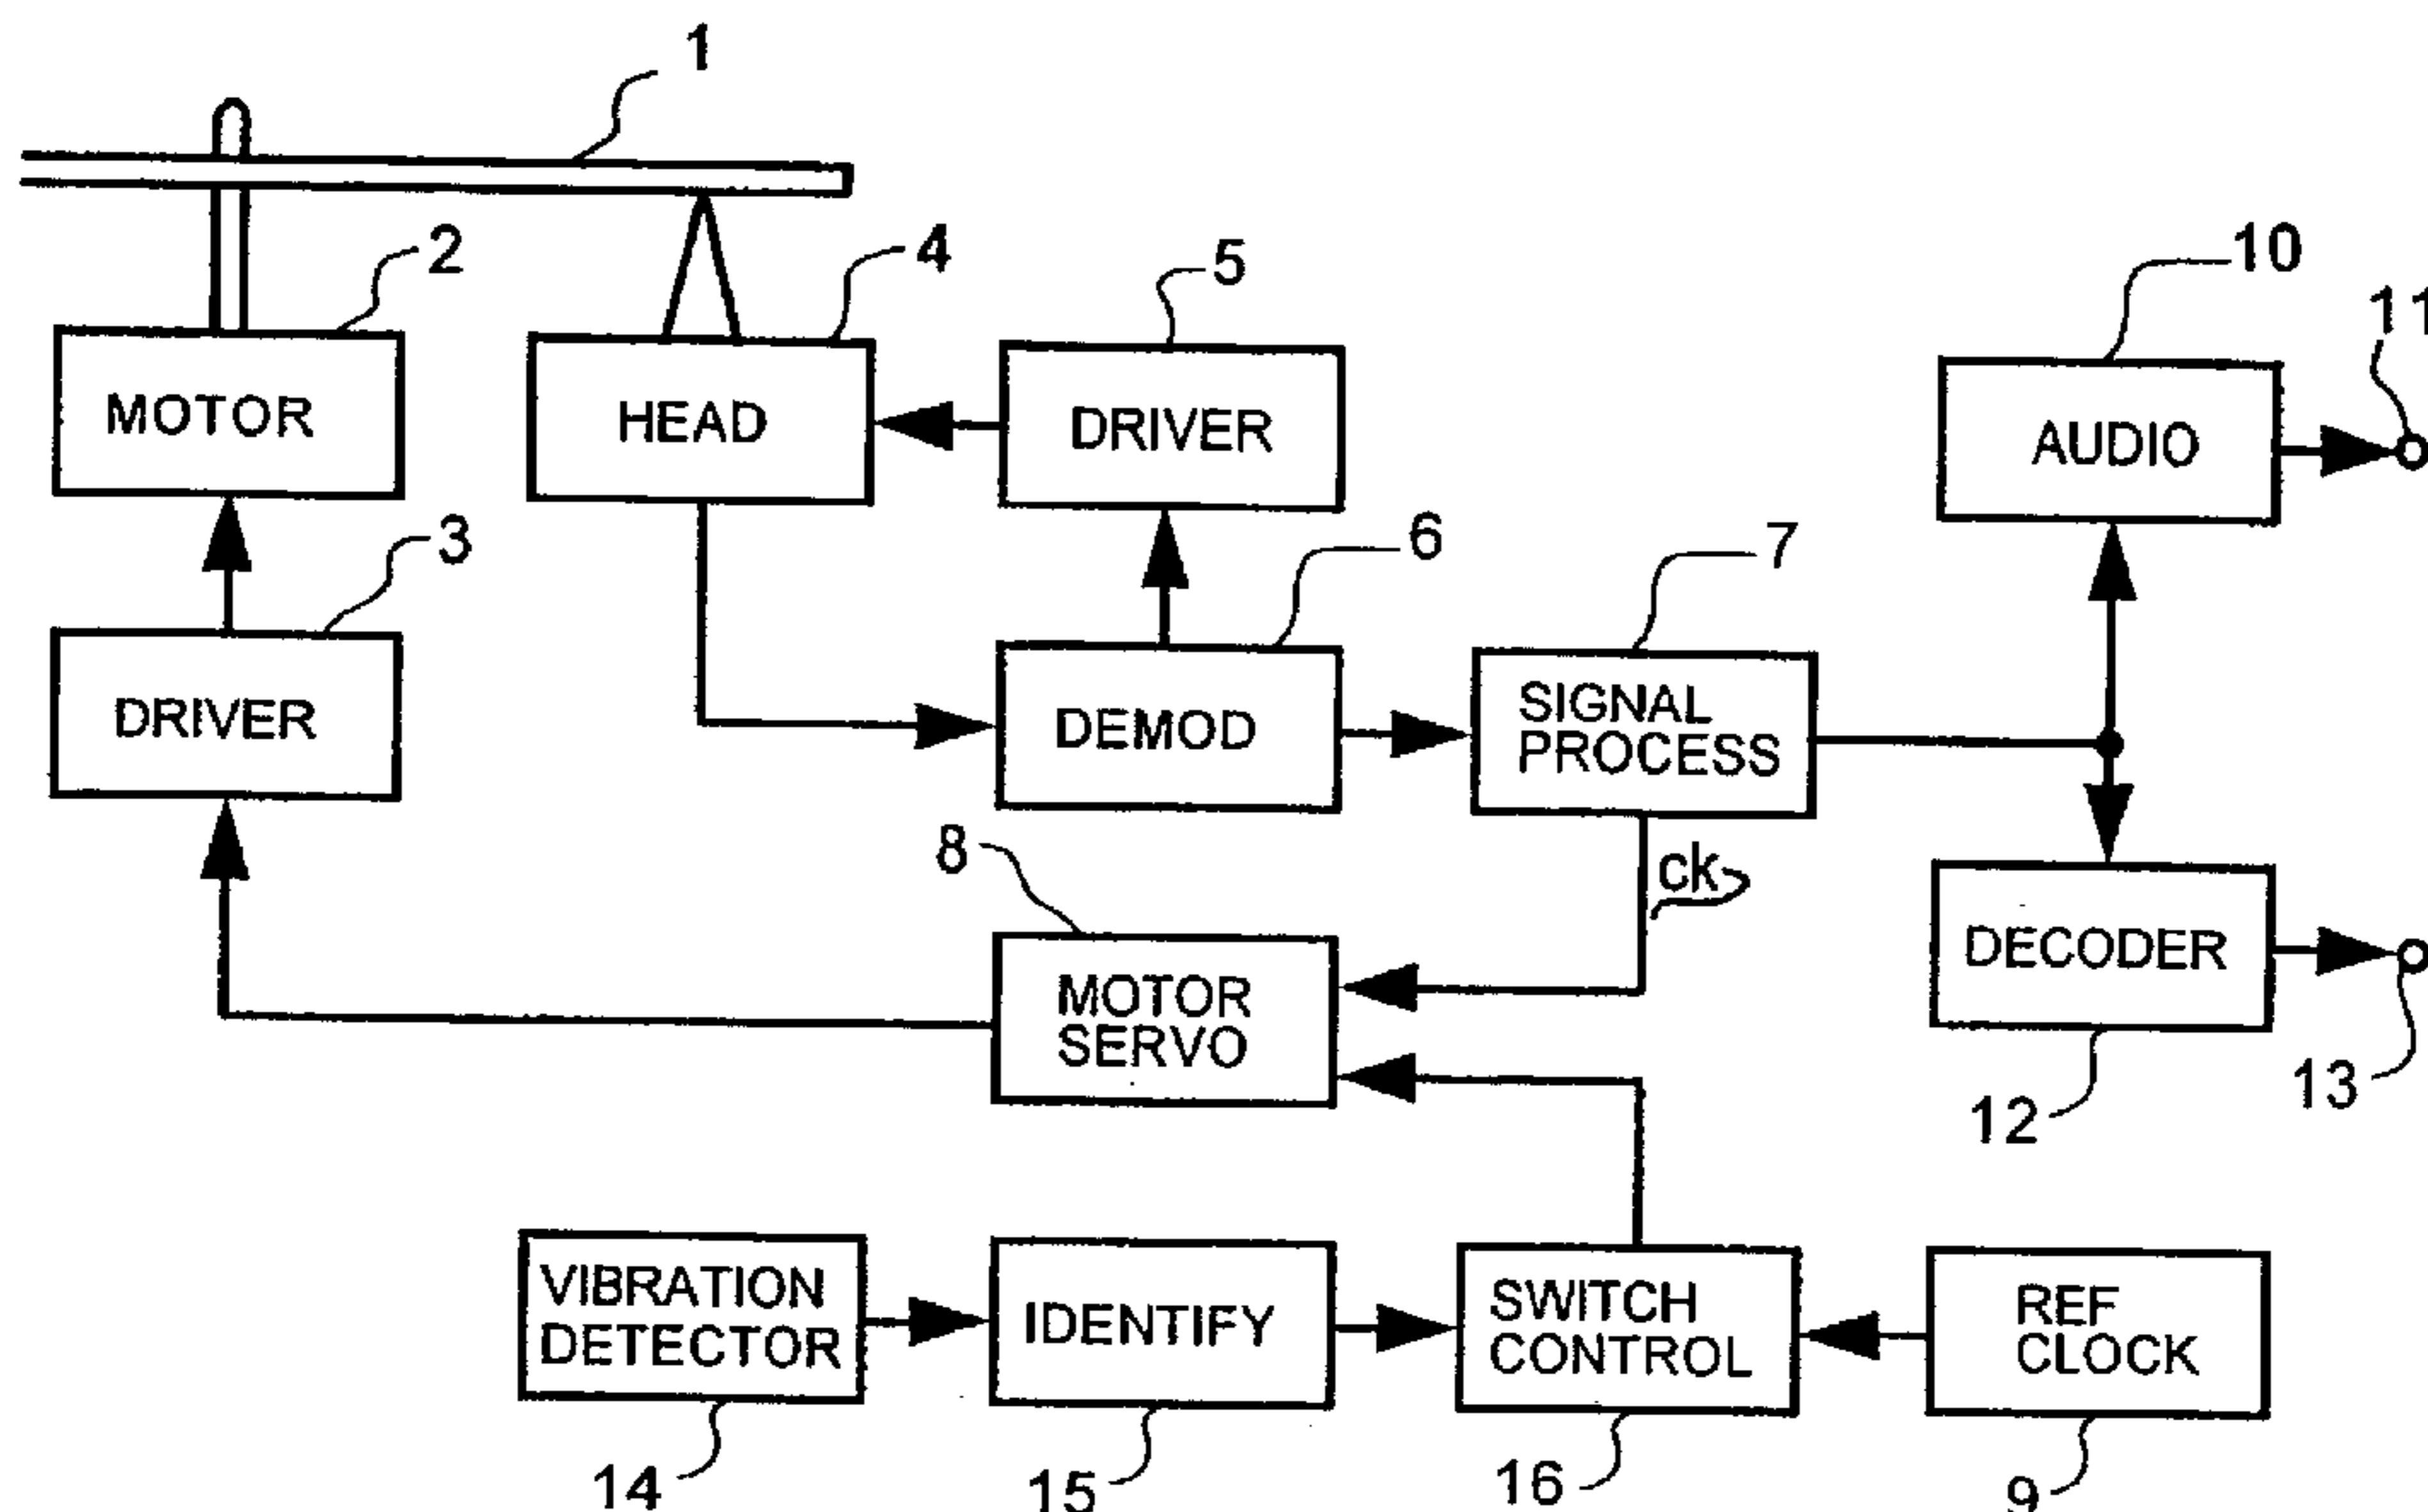 1
2
4
5
10
11
MOTOR
HEAD
DRIVER
AUDIO
3
6
7
DRIVER
DEMOD
SIGNAL
PROCESS
8
ck
MOTOR
SERVO
DECODER
12
13
VIBRATION
DETECTOR
IDENTIFY
SWITCH
CONTROL
REF
CLOCK
14
15
16
9